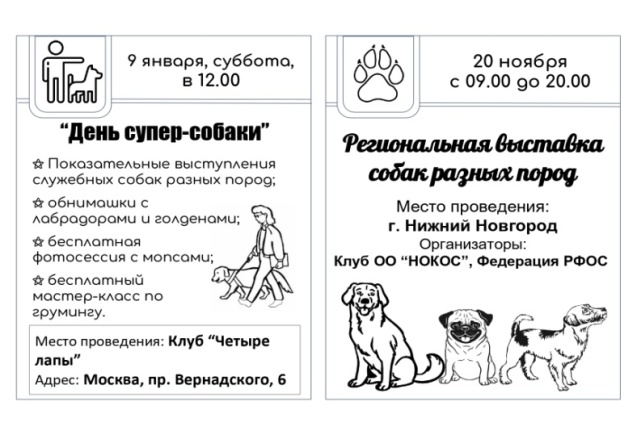 9 января, суббота,
в 12.00
“День супер-собаки”
☆ Показательные выступления
служебных собак разных пород;
☆ обнимашки с
лабрадорами и голденами;
☆ бесплатная
фотосессия с мопсами;
☆ бесплатный
мастер-класс по
грумингу.
Место проведения: Клуб “Четыре
лапы”
Адрес: Москва, пр. Вернадского, 6
20 ноября
с 09.00 до 20.00
Региональная выставка
собак разных пород
Место проведения:
г. Нижний Новгород
Организаторы:
Клуб ОО “НОКОС”, Федерация РФОС